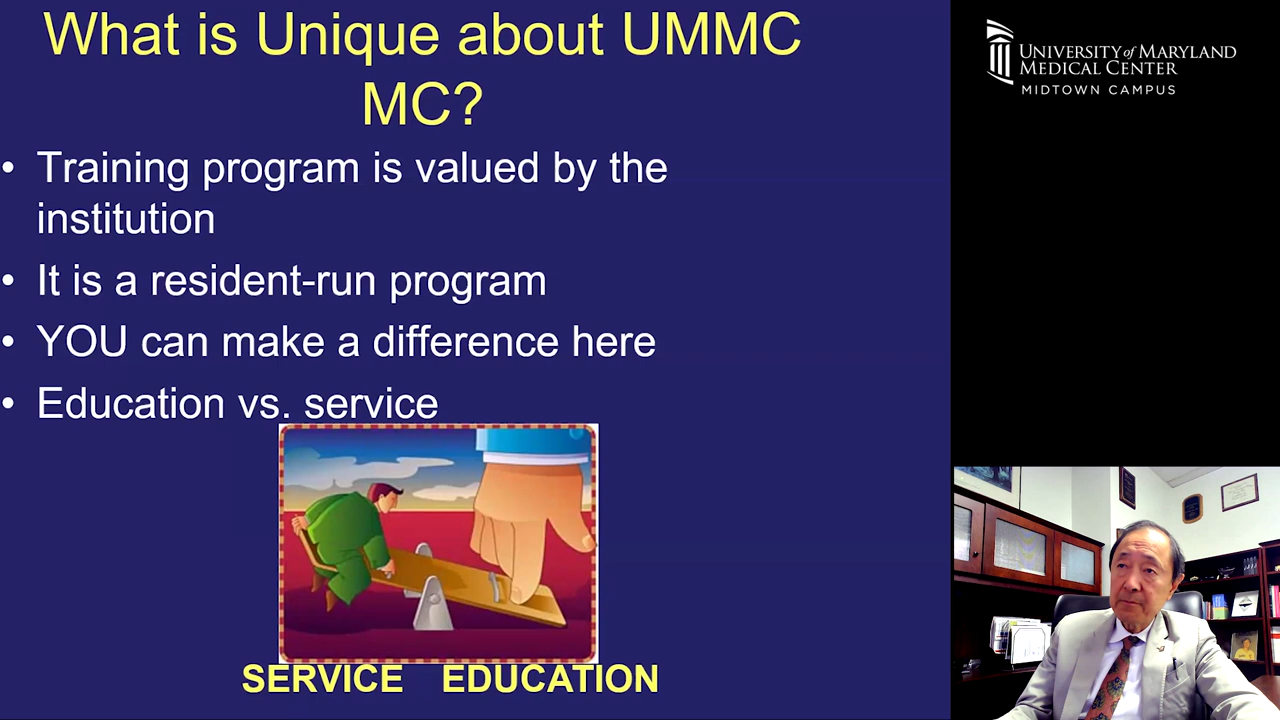 What is Unique about UMMC
MC?
• Training program is valued by the
institution
• It is a resident-run program
• YOU can make a difference here
• Education vs. service
SERVICE EDUCATION
UNIVERSITY of MARYLAND
MEDICAL CENTER
MIDTOWN CAMPUS